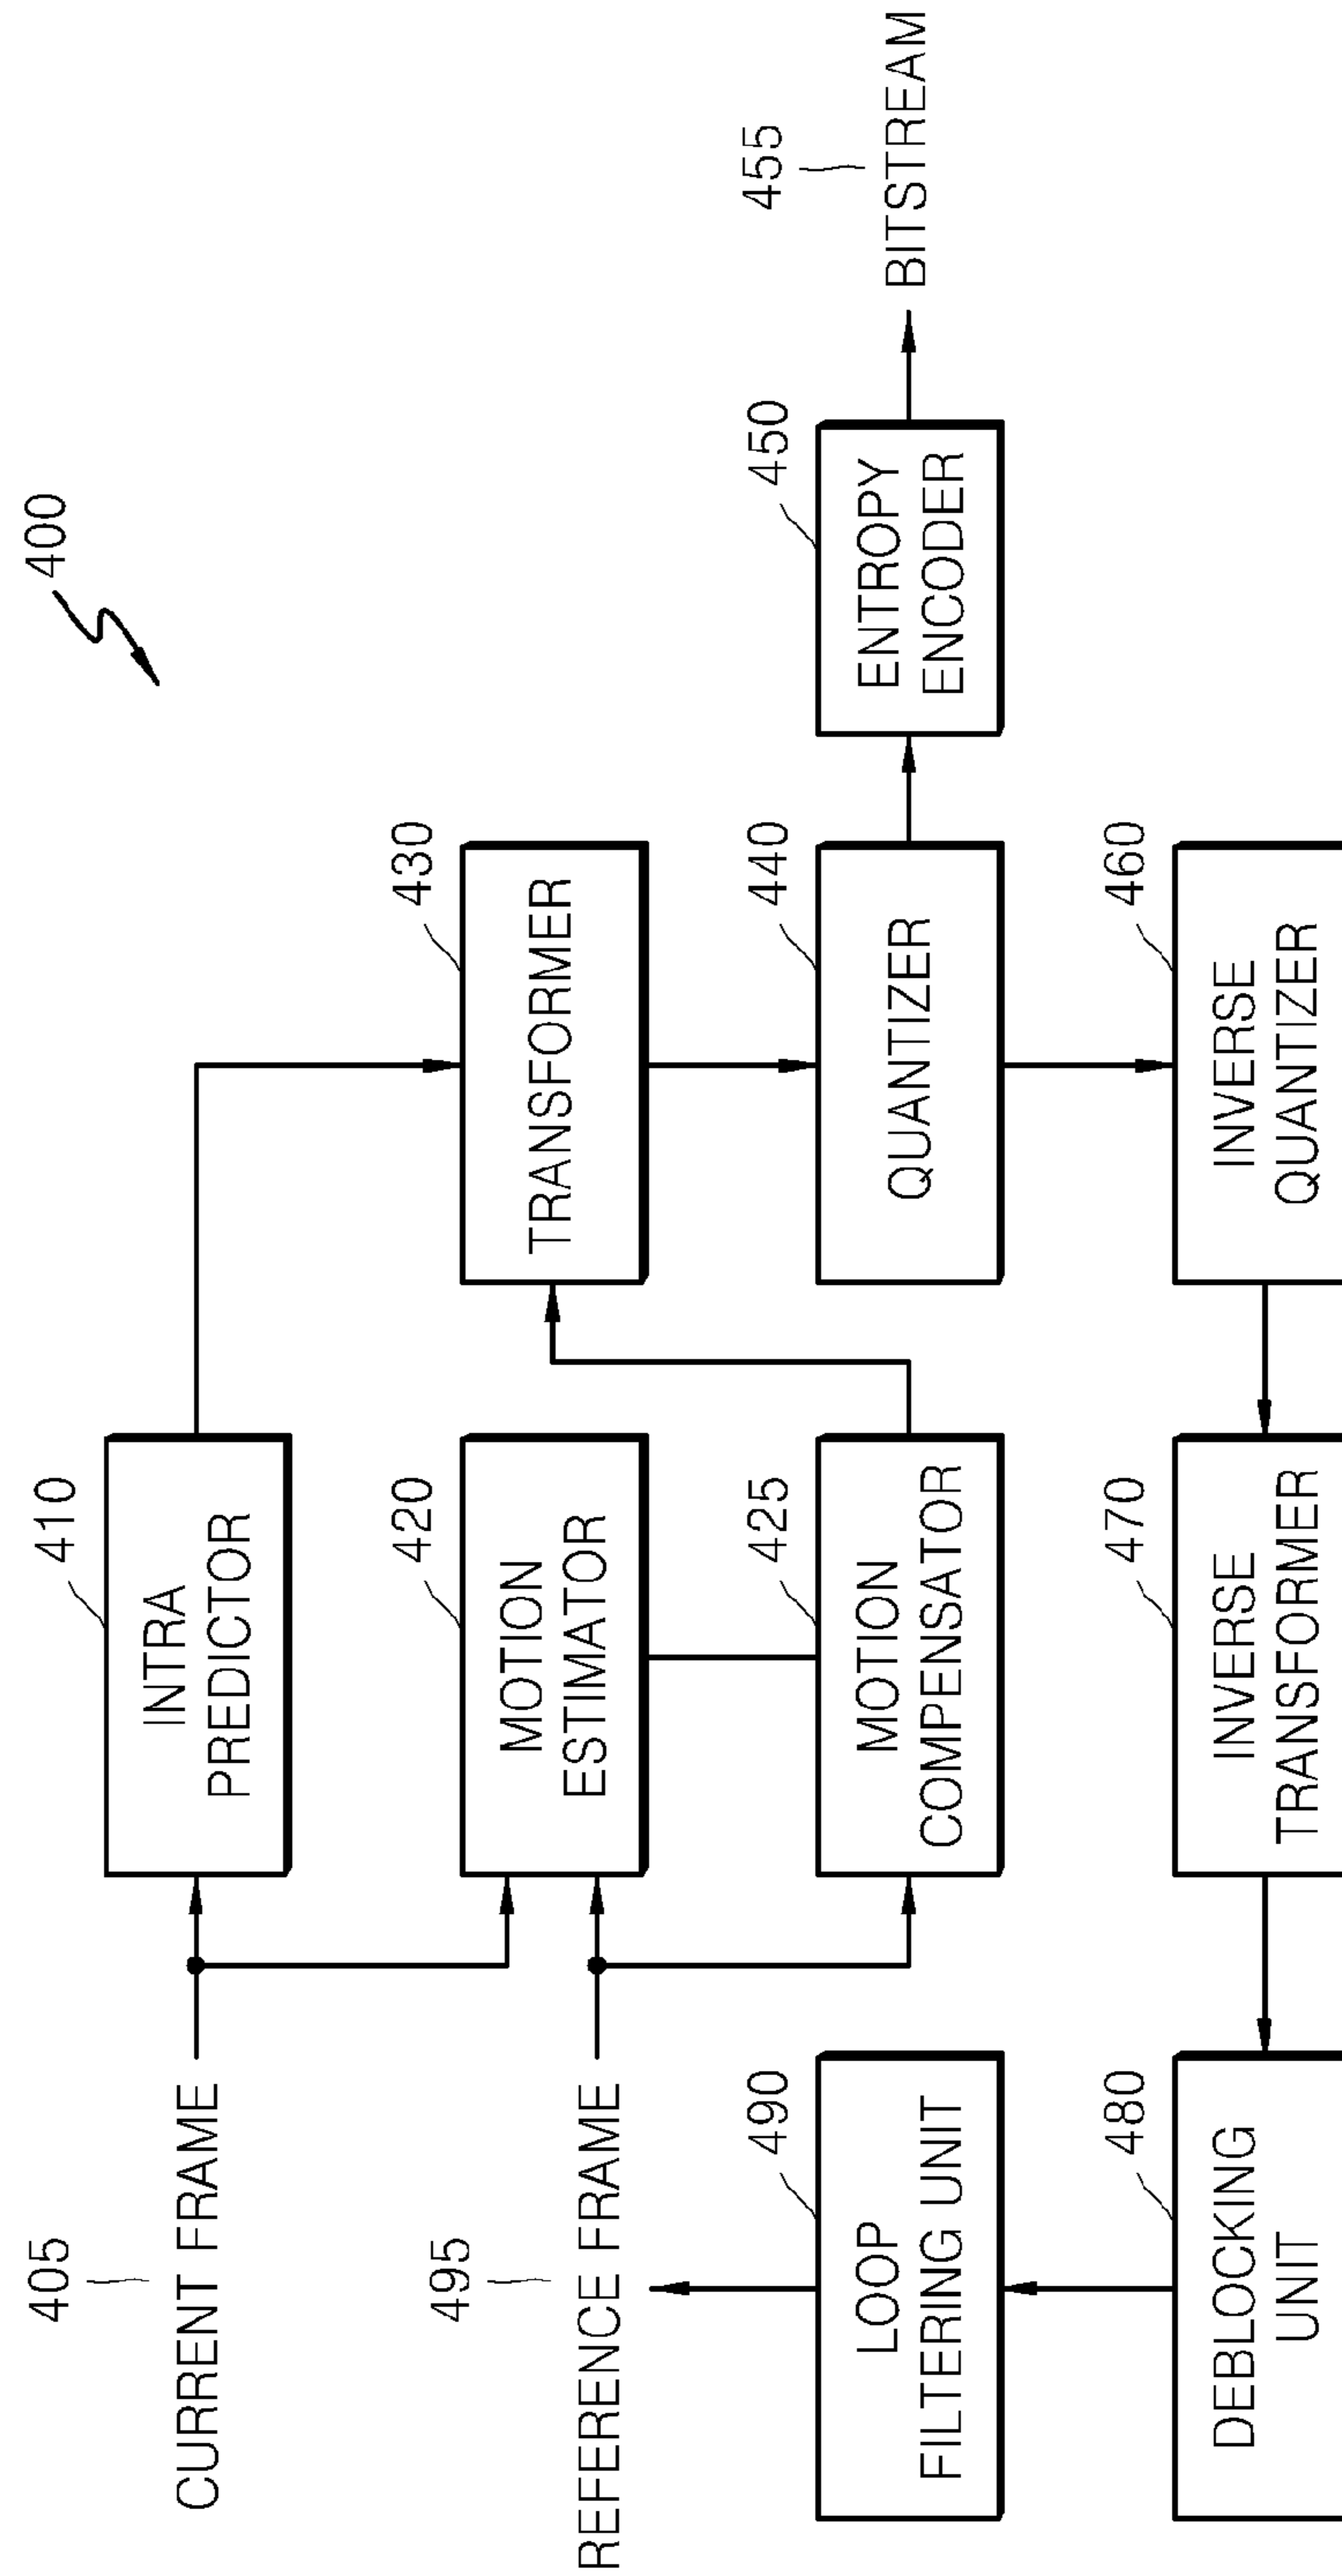 400
405
CURRENT FRAME
410
INTRA
PREDICTOR
495
REFERENCE FRAME
420
MOTION
ESTIMATOR
430
TRANSFORMER
490
LOOP
FILTERING UNIT
425
MOTION
COMPENSATOR
440
QUANTIZER
450
ENTROPY
ENCODER
455
BITSTREAM
480
DEBLOCKING
UNIT
470
INVERSE
TRANSFORMER
460
INVERSE
QUANTIZER